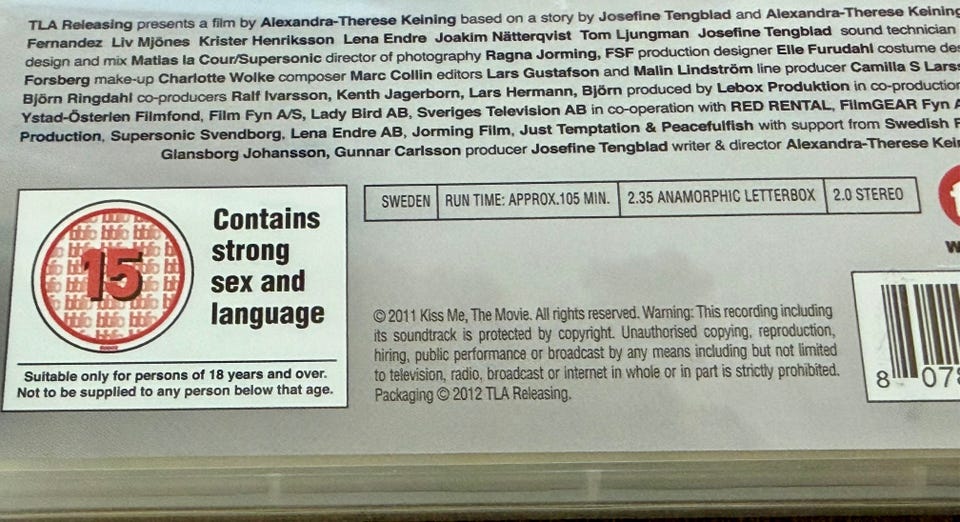 TLA Releasing presents a film by Alexandra-Therese Keining based on a story by Josefine Tengblad and Alexandra-Therese Keining
Fernandez Liv Mjönes Krister Henriksson Lena Endre Joakim Nätterqvist Tom Ljungman Josefine Tengblad sound technician
design and mix Matias la Cour/Supersonic director of photography Ragna Jorming, FSF production designer Elle Furudahl costume des
Forsberg make-up Charlotte Wolke composer Marc Collin editors Lars Gustafson and Malin Lindström line producer Camilla S Larss
Björn Ringdahl co-producers Ralf Ivarsson, Kenth Jagerborn, Lars Hermann, Björn produced by Lebox Produktion in co-production
Ystad-Österlen Filmfond, Film Fyn A/S, Lady Bird AB, Sveriges Television AB in co-operation with RED RENTAL, FilmGEAR Fyn A
Production, Supersonic Svendborg, Lena Endre AB, Jorming Film, Just Temptation & Peacefulfish with support from Swedish F
Glansborg Johansson, Gunnar Carlsson producer Josefine Tengblad writer & director Alexandra-Therese Kein
SWEDEN RUN TIME: APPROX.105 MIN. 2.35 ANAMORPHIC LETTERBOX 2.0 STEREO
15
Contains
strong
sex and
language
Suitable only for persons of 18 years and over.
Not to be supplied to any person below that age.
© 2011 Kiss Me, The Movie. All rights reserved. Warning: This recording including
its soundtrack is protected by copyright. Unauthorised copying, reproduction,
hiring, public performance or broadcast by any means including but not limited
to television, radio, broadcast or internet in whole or in part is strictly prohibited.
Packaging © 2012 TLA Releasing.
8 078